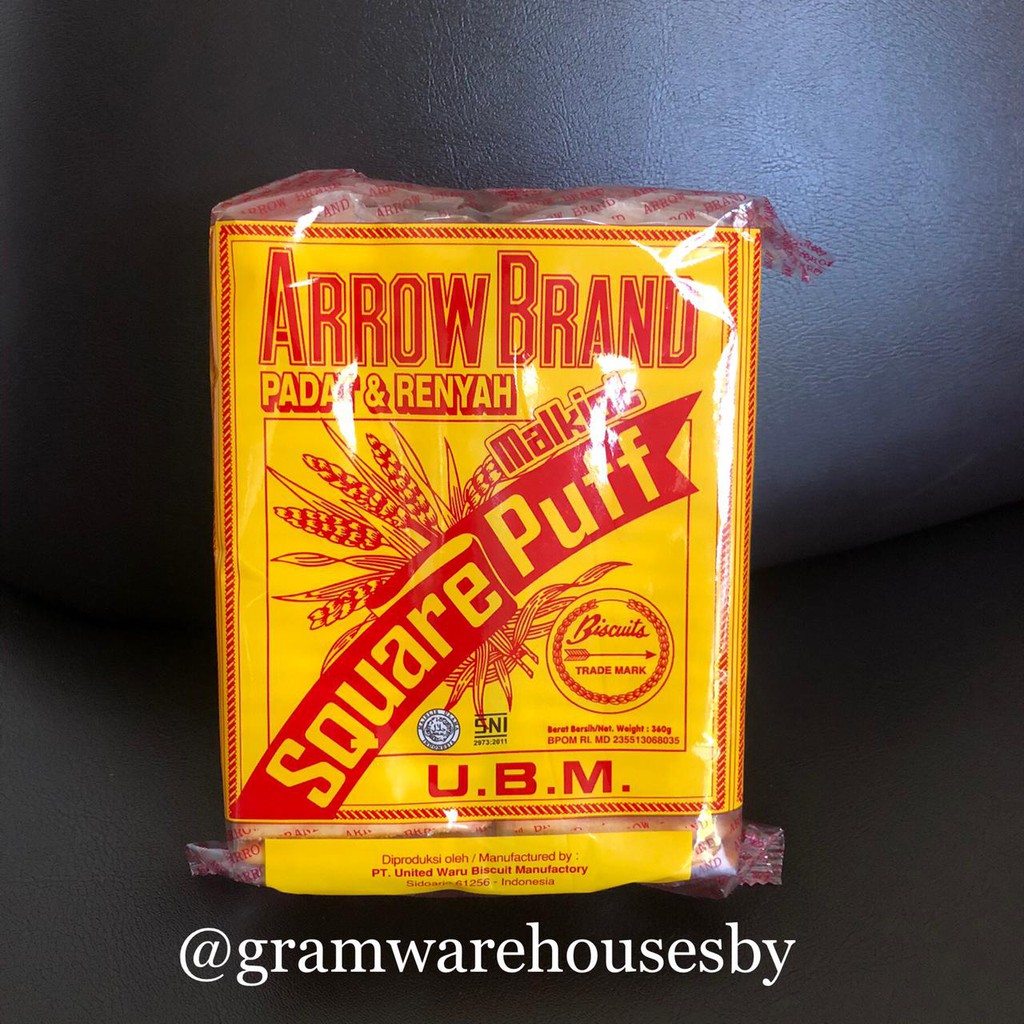 ARROW BRAND
PADAT & RENYAH
Malkist
Square Puff
Biscuits
TRADE MARK
SNI
2973:2011
Berat Bersih/Net. Weight : 360g
BPOM RI. MD 235513068035
U.B.M.
Diproduksi oleh / Manufactured by :
PT. United Waru Biscuit Manufactory
Sidoarjo 61256 - Indonesia
@gramwarehousesby